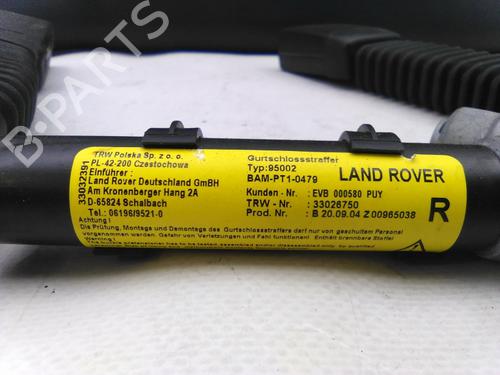 B-PARTS
33032391
TRW Polska Sp. z o. o.
PL-42-200 Czestochowa
Einführer :
Land Rover Deutschland GmBH
Am Kronenberger Hang 2A
D-65824 Schalbach
Tel.: 06196/9521-0
Gurtschlossstraffer
Typ:95002
BAM-PT1-0479
Kunden - Nr. : EVB 000580 PUY
TRW - Nr. : 33026750
Prod. Nr. : B 20.09.04 Z 00965038
LAND ROVER
R
Achtung !
Die Prüfung, Montage und Demontage des Gurtschlossstraffers darf nur von geschultem Personal
vorgenommen werden. Gefahr von Verletzungen und Fehl funktionen! Enthält brennbare Stoffe!